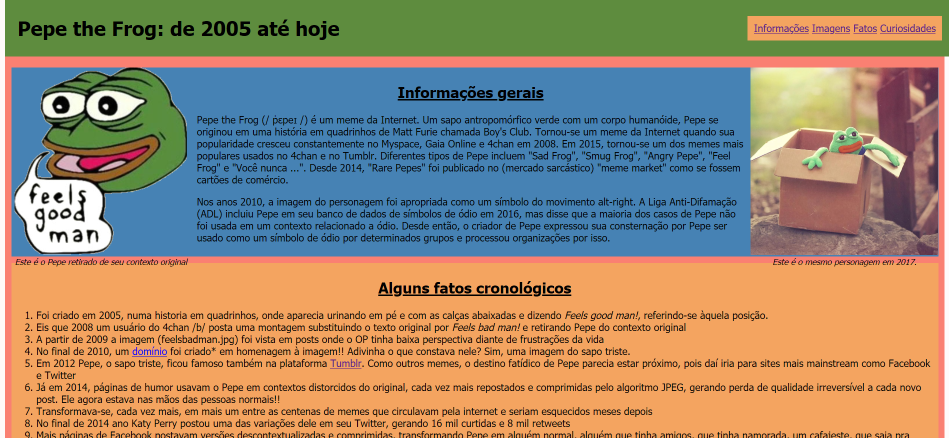 Pepe the Frog: de 2005 até hoje
Informações Imagens Fatos Curiosidades
Informações gerais
feels
good
man
Pepe the Frog (/ ˈpɛpeɪ /) é um meme da Internet. Um sapo antropomórfico verde com um corpo humanóide, Pepe se
originou em uma história em quadrinhos de Matt Furie chamada Boy's Club. Tornou-se um meme da Internet quando sua
popularidade cresceu constantemente no Myspace, Gaia Online e 4chan em 2008. Em 2015, tornou-se um dos memes mais
populares usados no 4chan e no Tumblr. Diferentes tipos de Pepe incluem "Sad Frog", "Smug Frog", "Angry Pepe", "Feel
Frog" e "Você nunca ...". Desde 2014, "Rare Pepes" foi publicado no (mercado sarcástico) "meme market" como se fossem
cartões de comércio.
Nos anos 2010, a imagem do personagem foi apropriada como um símbolo do movimento alt-right. A Liga Anti-Difamação
(ADL) incluiu Pepe em seu banco de dados de símbolos de ódio em 2016, mas disse que a maioria dos casos de Pepe não
foi usada em um contexto relacionado a ódio. Desde então, o criador de Pepe expressou sua consternação por Pepe ser
usado como um símbolo de ódio por determinados grupos e processou organizações por isso.
Este é o Pepe retirado de seu contexto original
Este é o mesmo personagem em 2017.
Alguns fatos cronológicos
1. Foi criado em 2005, numa historia em quadrinhos, onde aparecia urinando em pé e com as calças abaixadas e dizendo Feels good man!, referindo-se àquela posição.
2. Eis que 2008 um usuário do 4chan /b/ posta uma montagem substituindo o texto original por Feels bad man! e retirando Pepe do contexto original
3. A partir de 2009 a imagem (feelsbadman.jpg) foi vista em posts onde o OP tinha baixa perspectiva diante de frustrações da vida
4. No final de 2010, um domínio foi criado* em homenagem à imagem!! Adivinha o que constava nele? Sim, uma imagem do sapo triste.
5. Em 2012 Pepe, o sapo triste, ficou famoso também na plataforma Tumblr. Como outros memes, o destino fatídico de Pepe parecia estar próximo, pois daí iria para sites mais mainstream como Facebook
e Twitter
6. Já em 2014, páginas de humor usavam o Pepe em contextos distorcidos do original, cada vez mais repostados e comprimidas pelo algoritmo JPEG, gerando perda de qualidade irreversível a cada novo
post. Ele agora estava nas mãos das pessoas normais!!
7. Transformava-se, cada vez mais, em mais um entre as centenas de memes que circulavam pela internet e seriam esquecidos meses depois
8. No final de 2014 ano Katy Perry postou uma das variações dele em seu Twitter, gerando 16 mil curtidas e 8 mil retweets
9. Mais páginas de Facebook postavam versões descontextualizadas e comprimidas, transformando Pepe em alguém normal, alguém que tinha amigos, que tinha namorada, um cafajeste, que saia pra